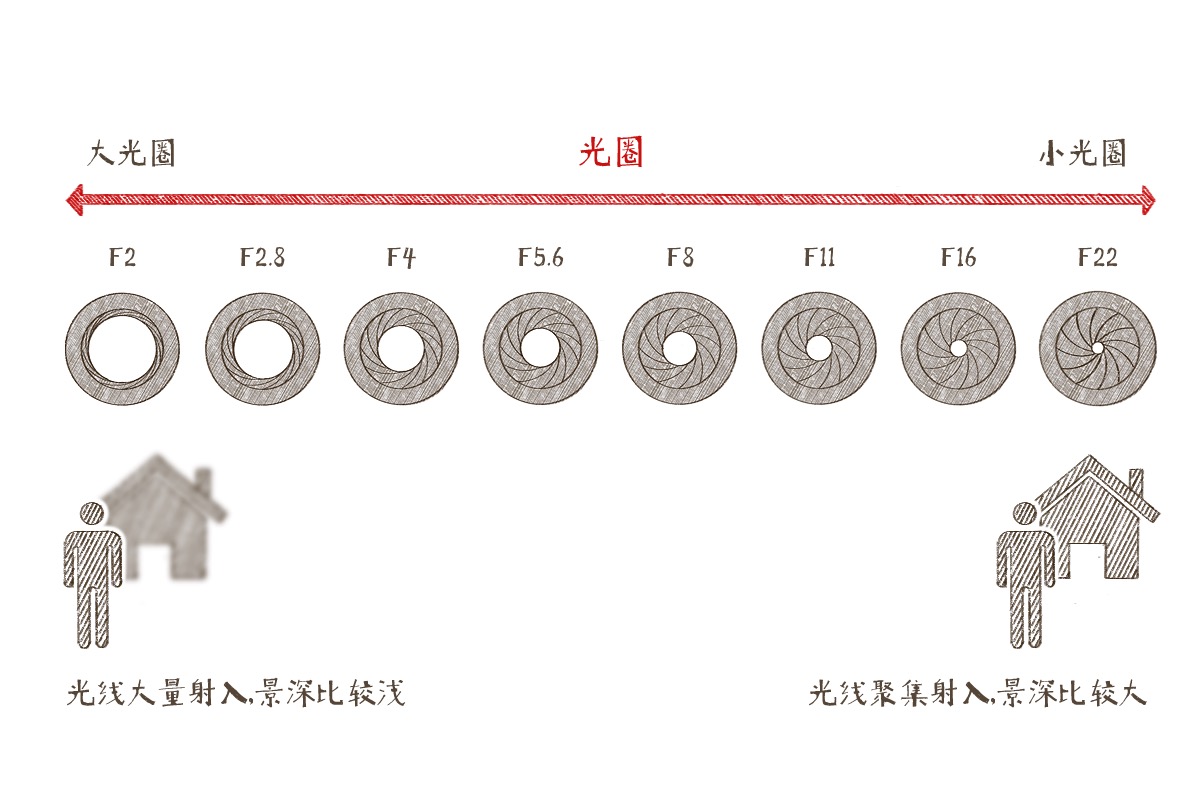 大光圈
光圈
小光圈
F2 F2.8 F4 F5.6 F8 F11 F16 F22
光线大量射入,景深比较浅
光线聚集射入,景深比较大